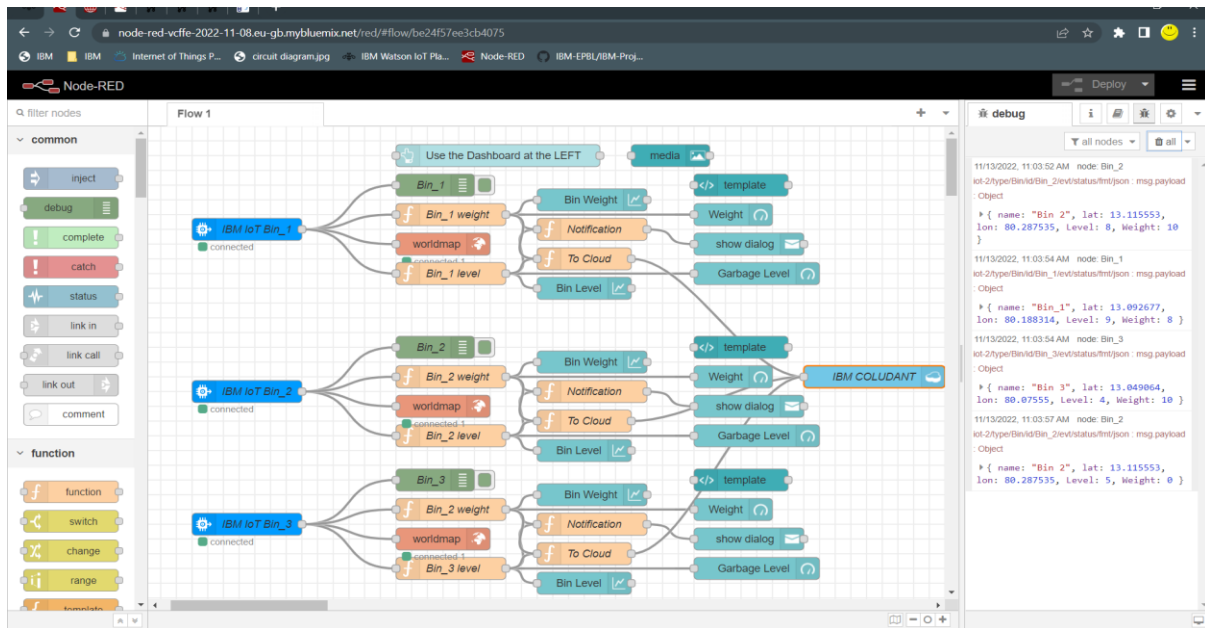 node-red-vcffe-2022-11-08.eu-gb.mybluemix.net/red/#flow/be24f57ee3cb4075
IBM IBM Internet of Things P... circuit diagram.jpg IBM Watson IoT Pla... Node-RED IBM-EPBL/IBM-Proj...
Node-RED Deploy
filter nodes
common
inject
debug
complete
catch
status
link in
link call
link out
comment
function
function
switch
change
range
template
Flow 1
Use the Dashboard at the LEFT media
Bin_1 template
Bin Weight
Bin_1 weight Weight
IBM IoT Bin_1 Notification
connected worldmap show dialog
connected 1 To Cloud
Bin_1 level Garbage Level
Bin Level
Bin_2 template
Bin Weight
Bin_2 weight Weight IBM COLUDANT
IBM IoT Bin_2 Notification
connected worldmap show dialog
connected 1 To Cloud
Bin_2 level Garbage Level
Bin Level
Bin_3 template
Bin Weight
Bin_2 weight Weight
IBM IoT Bin_3 Notification
connected worldmap show dialog
connected 1 To Cloud
Bin_3 level Garbage Level
Bin Level
debug
all nodes all
11/13/2022, 11:03:52 AM node: Bin_2
iot-2/type/Bin/id/Bin_2/evt/status/fmt/json : msg.payload
: Object
{ name: "Bin 2", lat: 13.115553,
lon: 80.287535, Level: 8, Weight: 10
}
11/13/2022, 11:03:54 AM node: Bin_1
iot-2/type/Bin/id/Bin_1/evt/status/fmt/json : msg.payload
: Object
{ name: "Bin_1", lat: 13.092677,
lon: 80.188314, Level: 9, Weight: 8 }
11/13/2022, 11:03:54 AM node: Bin_3
iot-2/type/Bin/id/Bin_3/evt/status/fmt/json : msg.payload
: Object
{ name: "Bin 3", lat: 13.049064,
lon: 80.07555, Level: 4, Weight: 10 }
11/13/2022, 11:03:57 AM node: Bin_2
iot-2/type/Bin/id/Bin_2/evt/status/fmt/json : msg.payload
: Object
{ name: "Bin 2", lat: 13.115553,
lon: 80.287535, Level: 5, Weight: 0 }